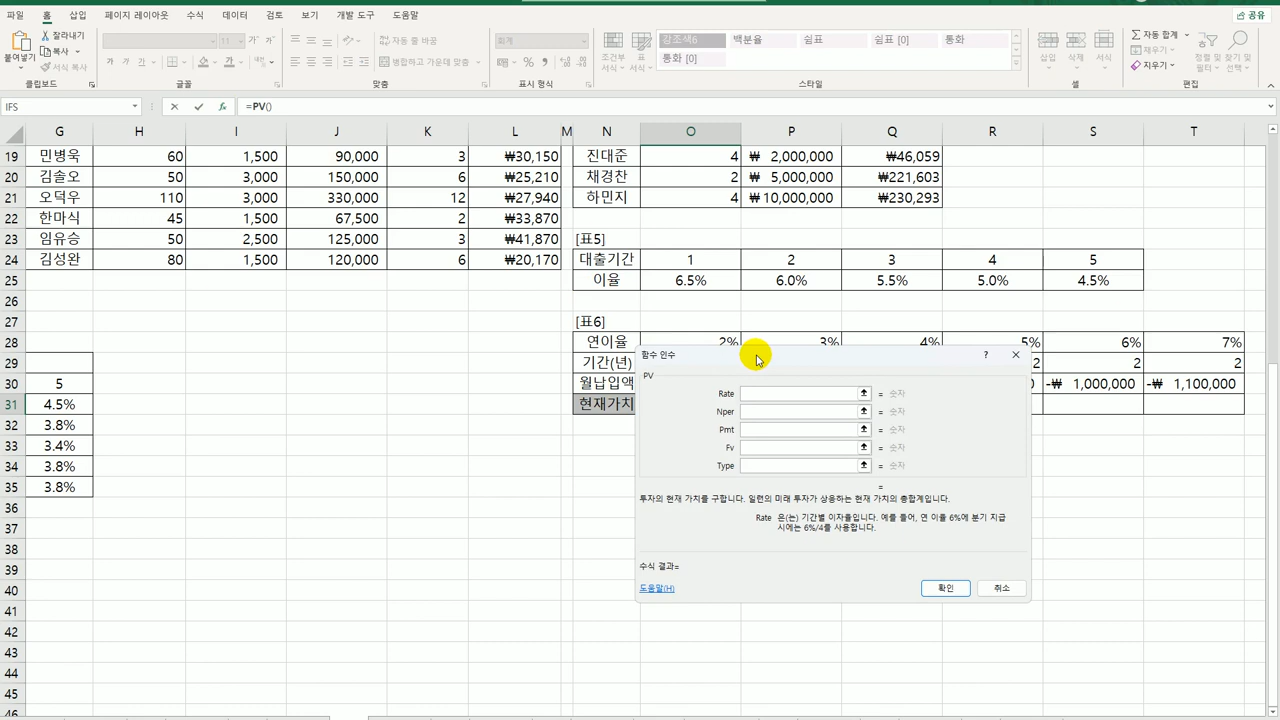 파일 홈 삽입 페이지 레이아웃 수식 데이터 검토 보기 개발 도구 도움말 공유
붙여넣기 잘라내기 복사 서식 복사
가 가 가 자동 줄 바꿈 병합하고 가운데 맞춤 회계
조건부 서식 표 서식 강조색6 백분율 쉼표 쉼표 [0] 통화
통화 [0]
삽입 삭제 서식 자동 합계 채우기 지우기 정렬 및 필터 찾기 및 선택
클립보드 글꼴 맞춤 표시 형식 스타일 셀 편집
IFS =PV()
G H I J K L M N O P Q R S T
19 민병욱 60 1,500 90,000 3 ₩30,150 진대준 4 ₩ 2,000,000 ₩46,059
20 김솔오 50 3,000 150,000 6 ₩25,210 채경찬 2 ₩ 5,000,000 ₩221,603
21 오덕우 110 3,000 330,000 12 ₩27,940 하민지 4 ₩ 10,000,000 ₩230,293
22 한마식 45 1,500 67,500 2 ₩33,870
23 임유승 50 2,500 125,000 3 ₩41,870 [표5]
24 김성완 80 1,500 120,000 6 ₩20,170 대출기간 1 2 3 4 5
25 이율 6.5% 6.0% 5.5% 5.0% 4.5%
26
27 [표6]
28 연이율 2% 3% 4% 5% 6% 7%
29 기간(년) 2 2 2
30 5 월납입액 0 -₩ 1,000,000 -₩ 1,100,000
31 4.5% 현재가치
32 3.8%
33 3.4%
34 3.8%
35 3.8%
36
37
38
39
40
41
42
43
44
45
46
함수 인수 ?
PV
Rate = 숫자
Nper = 숫자
Pmt = 숫자
Fv = 숫자
Type = 숫자
=
투자의 현재 가치를 구합니다. 일련의 미래 투자가 상응하는 현재 가치의 총합계입니다.
Rate 은(는) 기간별 이자율입니다. 예를 들어, 연 이율 6%에 분기 지급
시에는 6%/4를 사용합니다.
수식 결과=
도움말(H) 확인 취소